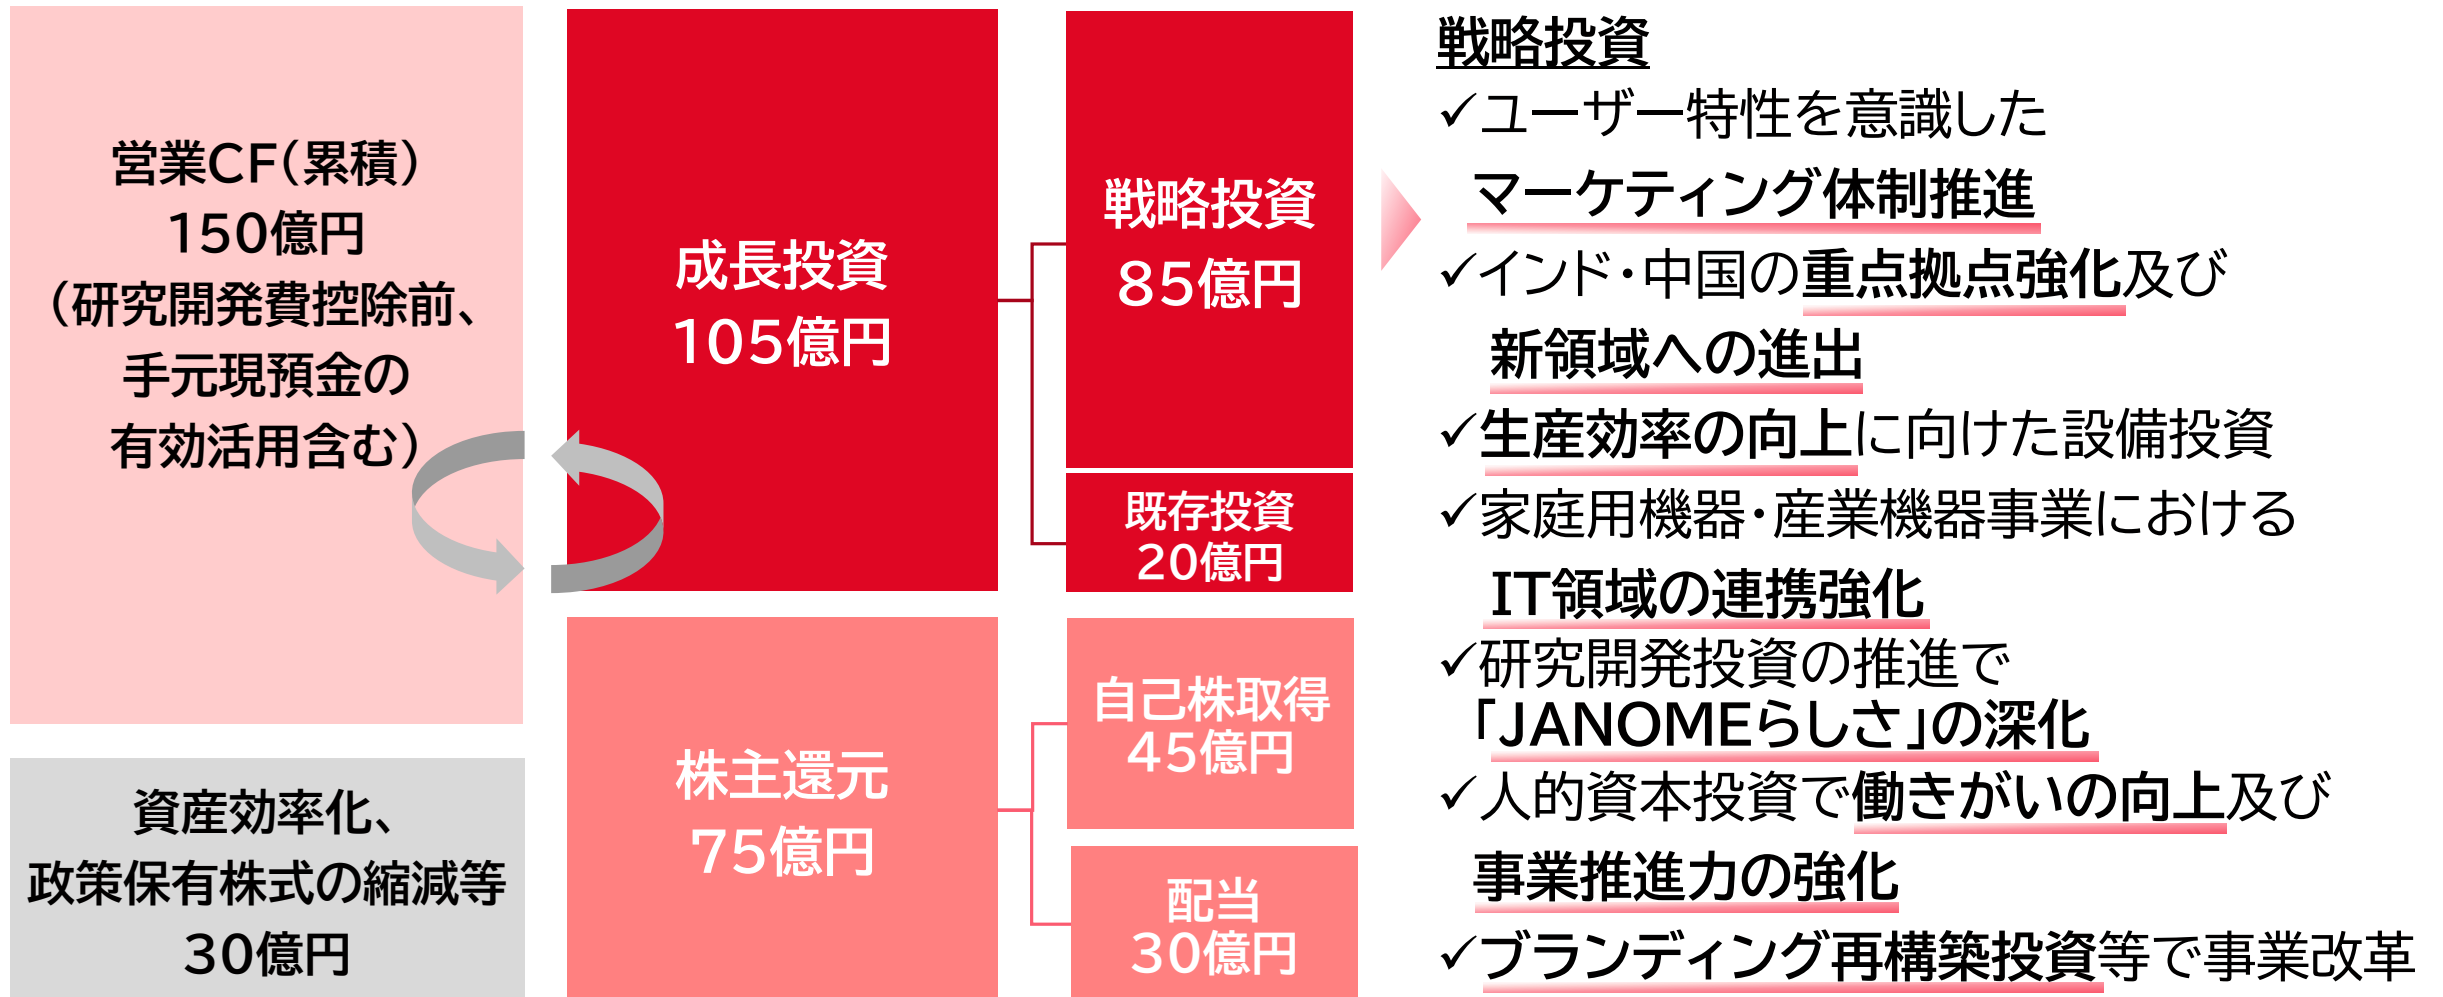 営業CF(累積)
150億円
(研究開発費控除前、
手元現預金の
有効活用含む)
資産効率化、
政策保有株式の縮減等
30億円
成長投資
105億円
株主還元
75億円
戦略投資
85億円
既存投資
20億円
自己株取得
45億円
配当
30億円
戦略投資
✓ユーザー特性を意識した
マーケティング体制推進
✓インド・中国の重点拠点強化及び
新領域への進出
✓生産効率の向上に向けた設備投資
✓家庭用機器・産業機器事業における
IT領域の連携強化
✓研究開発投資の推進で
「JANOMEらしさ」の深化
✓人的資本投資で働きがいの向上及び
事業推進力の強化
✓ブランディング再構築投資等で事業改革